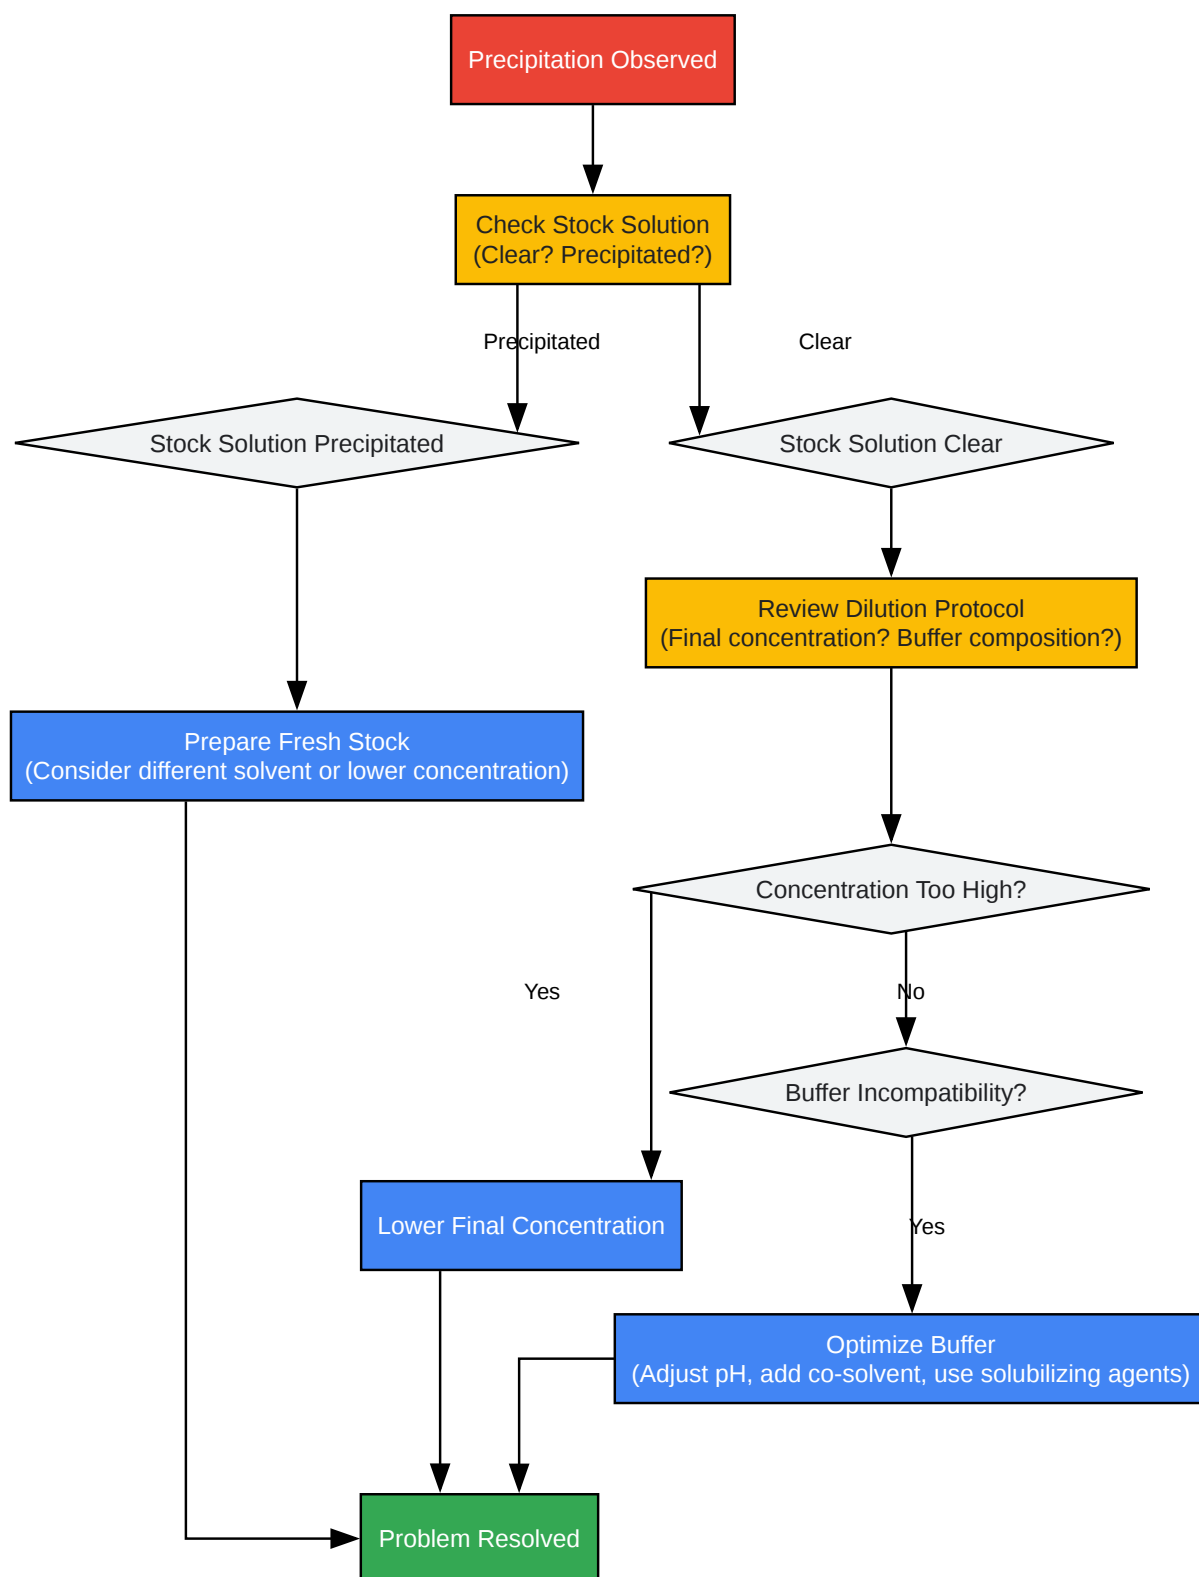 Precipitation Observed
Check Stock Solution
(Clear? Precipitated?)
Precipitated
Clear
Stock Solution Precipitated
Stock Solution Clear
Review Dilution Protocol
(Final concentration? Buffer composition?)
Prepare Fresh Stock
(Consider different solvent or lower concentration)
Concentration Too High?
Yes
No
Buffer Incompatibility?
Lower Final Concentration
Yes
Optimize Buffer
(Adjust pH, add co-solvent, use solubilizing agents)
Problem Resolved